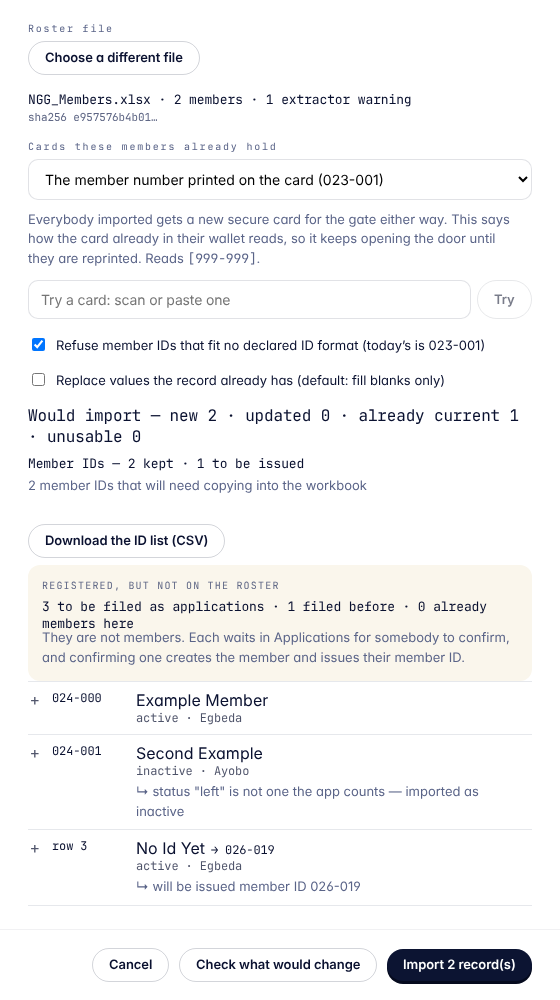 Roster file
Choose a different file
NGG_Members.xlsx · 2 members · 1 extractor warning
sha256 e957576b4b01…
Cards these members already hold
The member number printed on the card (023-001)
Everybody imported gets a new secure card for the gate either way. This says
how the card already in their wallet reads, so it keeps opening the door until
they are reprinted. Reads [999-999].
Try a card: scan or paste one
Try
Refuse member IDs that fit no declared ID format (today's is 023-001)
Replace values the record already has (default: fill blanks only)
Would import — new 2 · updated 0 · already current 1
· unusable 0
Member IDs — 2 kept · 1 to be issued
2 member IDs that will need copying into the workbook
Download the ID list (CSV)
REGISTERED, BUT NOT ON THE ROSTER
3 to be filed as applications · 1 filed before · 0 already
members here
They are not members. Each waits in Applications for somebody to confirm,
and confirming one creates the member and issues their member ID.
+ 024-000 Example Member
active · Egbeda
+ 024-001 Second Example
inactive · Ayobo
↳ status "left" is not one the app counts — imported as
inactive
+ row 3 No Id Yet → 026-019
active · Egbeda
↳ will be issued member ID 026-019
Cancel
Check what would change
Import 2 record(s)